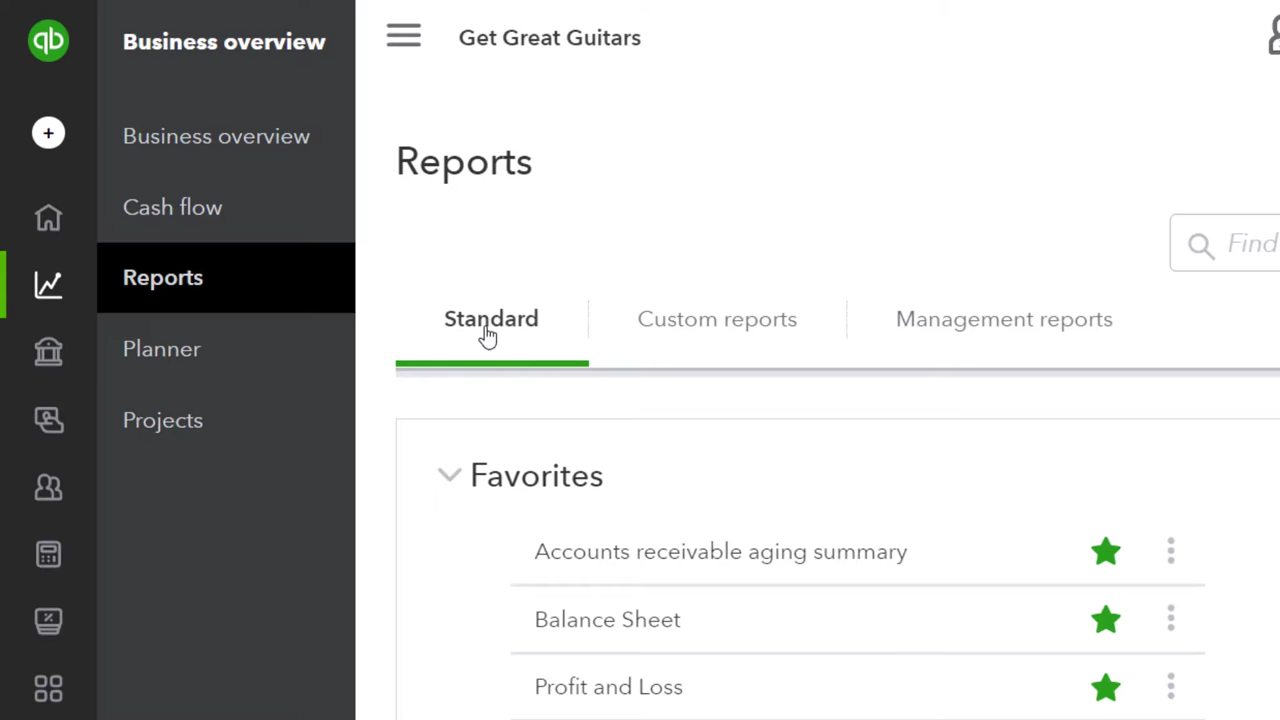 qb
Business overview
Get Great Guitars
Business overview
Cash flow
Reports
Planner
Projects
Reports
Find
Standard
Custom reports
Management reports
Favorites
Accounts receivable aging summary
Balance Sheet
Profit and Loss